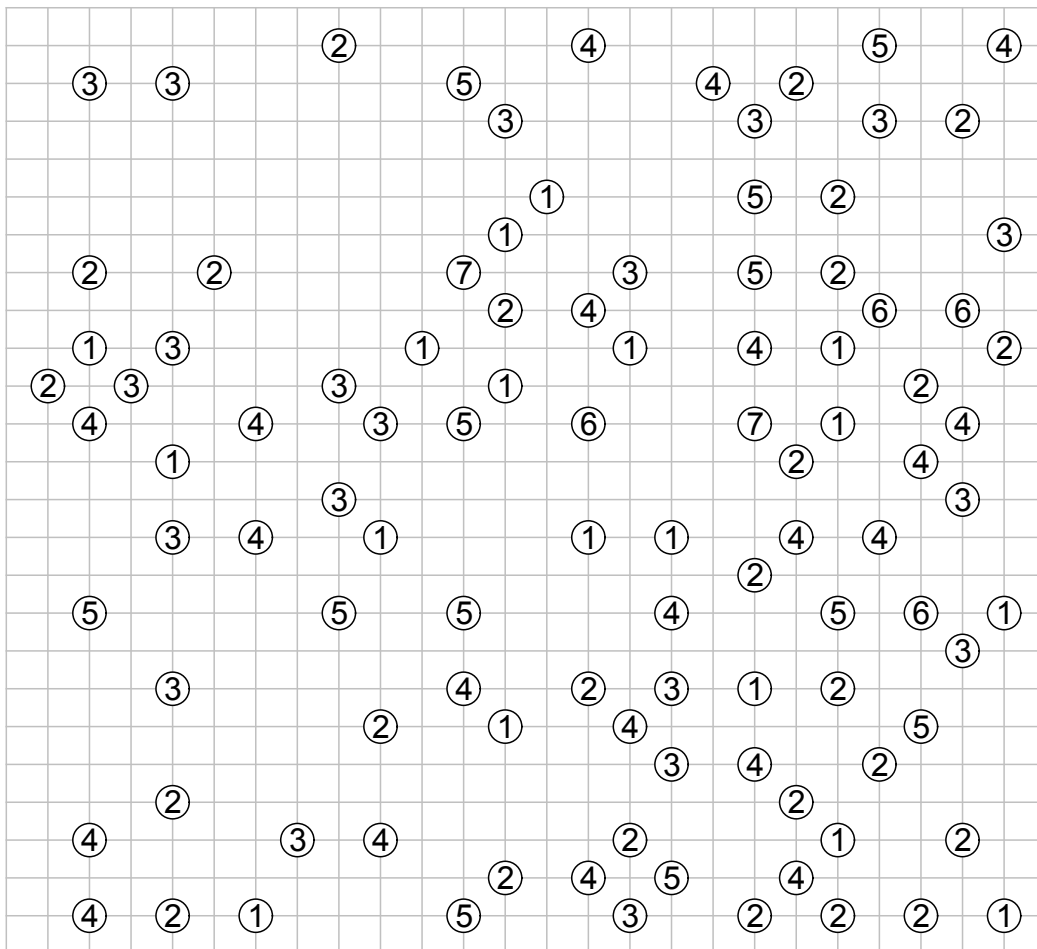 2 4 5 4
3 3 5 4 2
3 3 3 2
1 5 2
1 3
2 2 7 3 5 2
2 4 6 6
1 3 1 1 4 1 2
2 3 3 1 2
4 4 3 5 6 7 1 4
1 2 4
3 3
3 4 1 1 1 4 4
2
5 5 5 4 5 6 1
3
3 4 2 3 1 2
2 1 4 5
3 4 2
2 2
4 3 4 2 1 2
2 4 5 4
4 2 1 5 3 2 2 2 1